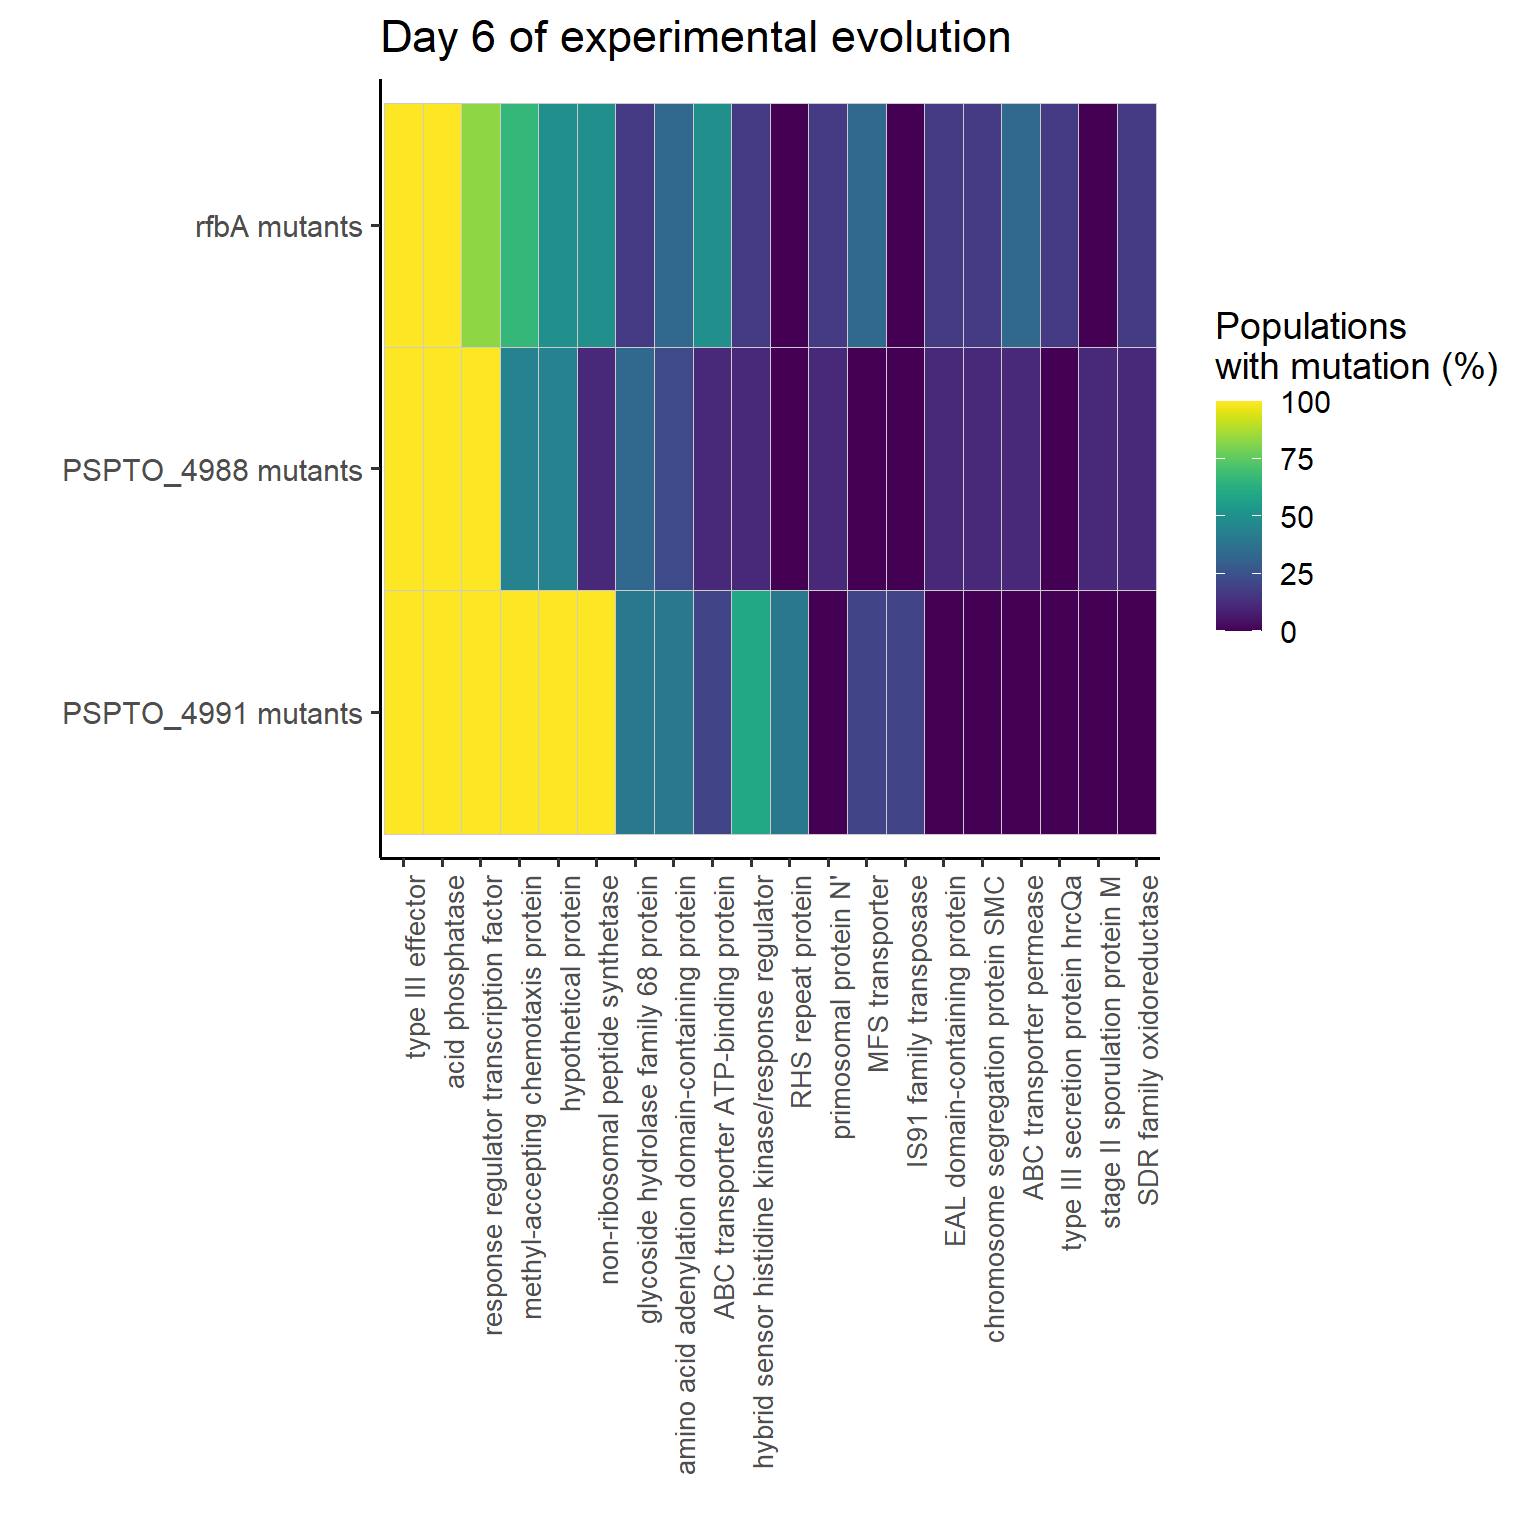 Day 6 of experimental evolution
rfbA mutants
PSPTO_4988 mutants
PSPTO_4991 mutants
Populations
with mutation (%)
100
75
50
25
0
type III effector
acid phosphatase
response regulator transcription factor
methyl-accepting chemotaxis protein
hypothetical protein
non-ribosomal peptide synthetase
glycoside hydrolase family 68 protein
amino acid adenylation domain-containing protein
ABC transporter ATP-binding protein
hybrid sensor histidine kinase/response regulator
RHS repeat protein
primosomal protein N'
MFS transporter
IS91 family transposase
EAL domain-containing protein
chromosome segregation protein SMC
ABC transporter permease
type III secretion protein hrcQa
stage II sporulation protein M
SDR family oxidoreductase